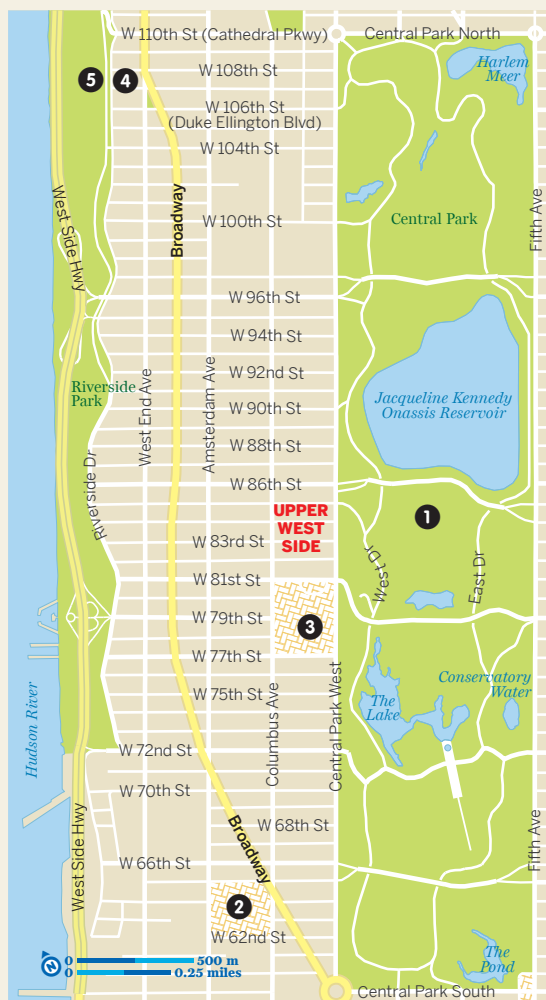 W 110th St (Cathedral Pkwy)
Central Park North
Harlem
Meer
W 108th St
5
4
W 106th St
(Duke Ellington Blvd)
W 104th St
West Side Hwy
Broadway
W 100th St
Central Park
Fifth Ave
W 96th St
W 94th St
W 92nd St
Riverside
Park
West End Ave
Amsterdam Ave
W 90th St
Jacqueline Kennedy
Onassis Reservoir
W 88th St
W 86th St
Riverside Dr
UPPER
WEST
SIDE
1
W 83rd St
West Dr
East Dr
W 81st St
W 79th St
3
W 77th St
W 75th St
Hudson River
Columbus Ave
Central Park West
The
Lake
Conservatory
Water
W 72nd St
W 70th St
West Side Hwy
Broadway
W 68th St
Fifth Ave
W 66th St
2
W 62nd St
The
Pond
N
0
500 m
0
0.25 miles
Central Park South